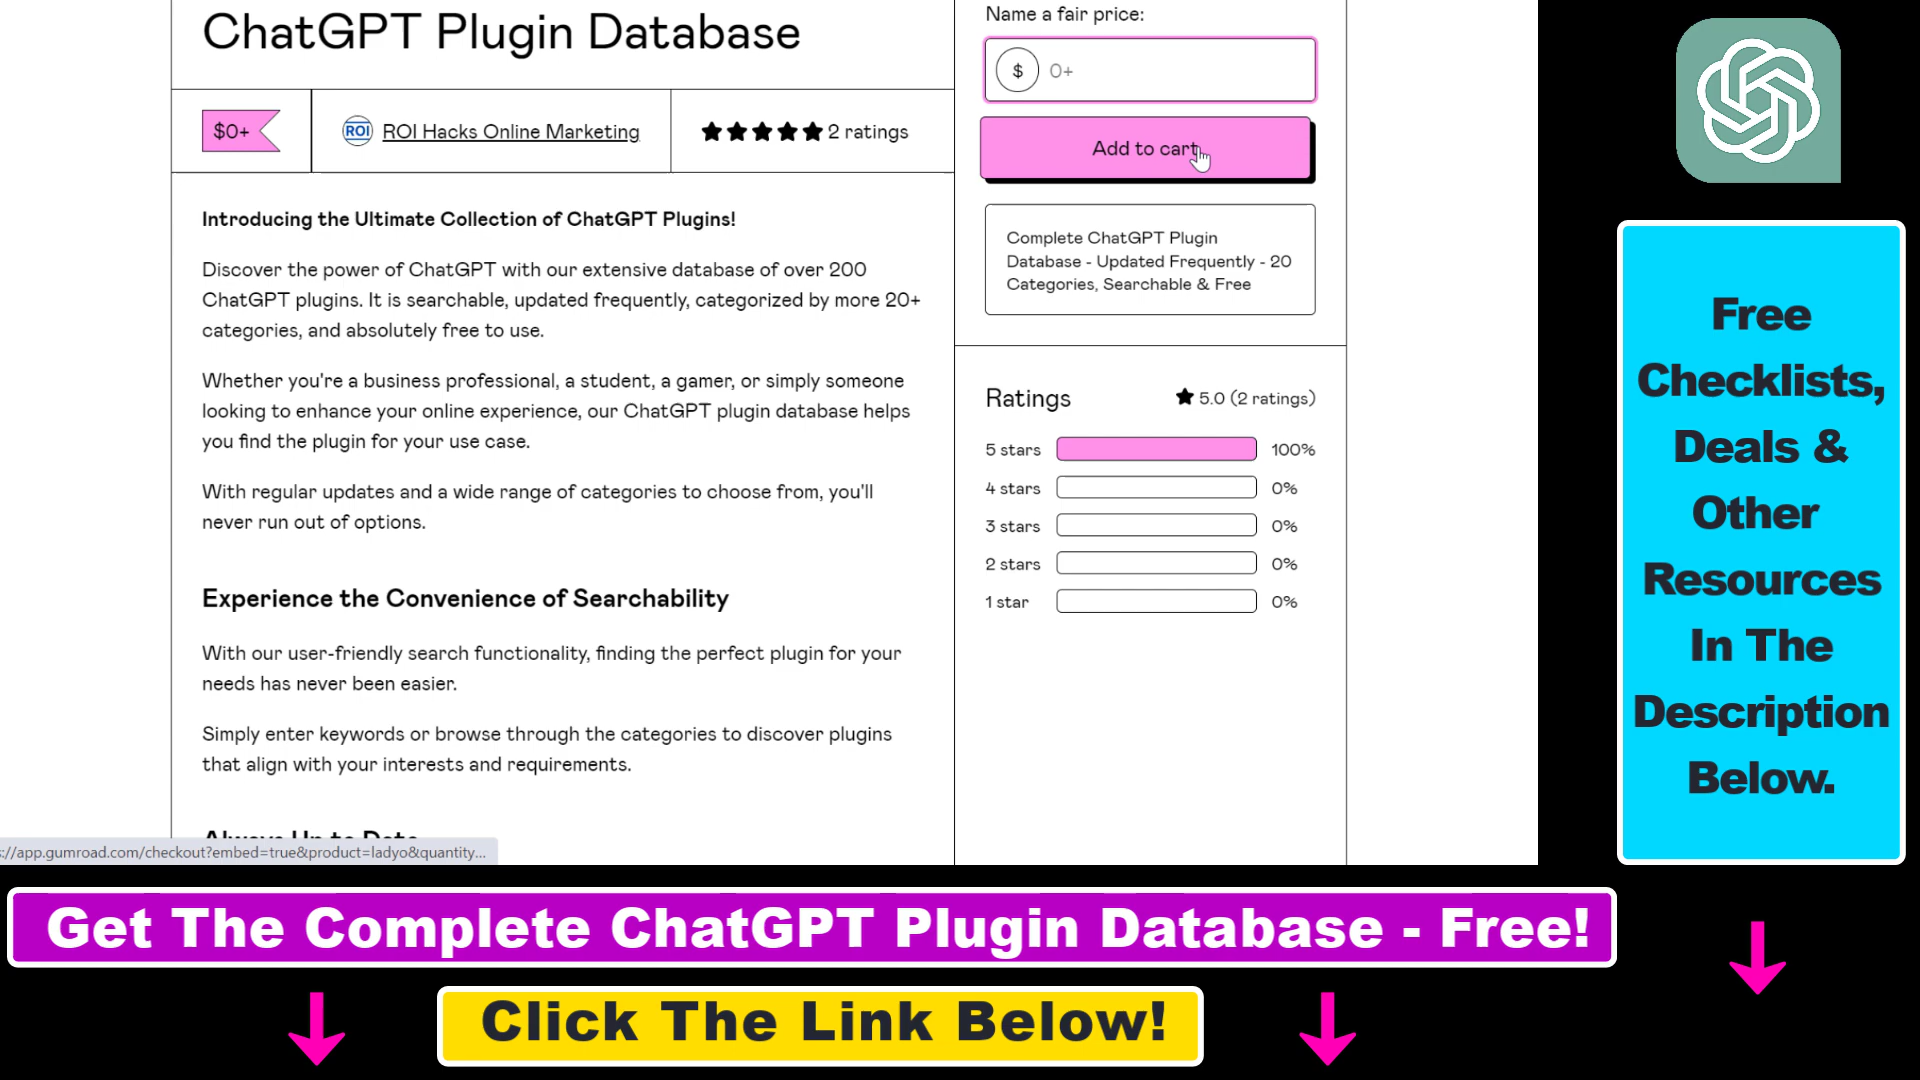 ChatGPT Plugin Database
$0+
ROI
ROI Hacks Online Marketing
2 ratings
Introducing the Ultimate Collection of ChatGPT Plugins!
Discover the power of ChatGPT with our extensive database of over 200
ChatGPT plugins. It is searchable, updated frequently, categorized by more 20+
categories, and absolutely free to use.
Whether you're a business professional, a student, a gamer, or simply someone
looking to enhance your online experience, our ChatGPT plugin database helps
you find the plugin for your use case.
With regular updates and a wide range of categories to choose from, you'll
never run out of options.
Experience the Convenience of Searchability
With our user-friendly search functionality, finding the perfect plugin for your
needs has never been easier.
Simply enter keywords or browse through the categories to discover plugins
that align with your interests and requirements.
Always Up to Date
://app.gumroad.com/checkout?embed=true&product=ladyo&quantity...
Name a fair price:
$ 0+
Add to cart
Complete ChatGPT Plugin
Database - Updated Frequently - 20
Categories, Searchable & Free
Ratings
5.0 (2 ratings)
5 stars 100%
4 stars 0%
3 stars 0%
2 stars 0%
1 star 0%
Free
Checklists,
Deals &
Other
Resources
In The
Description
Below.
Get The Complete ChatGPT Plugin Database - Free!
Click The Link Below!